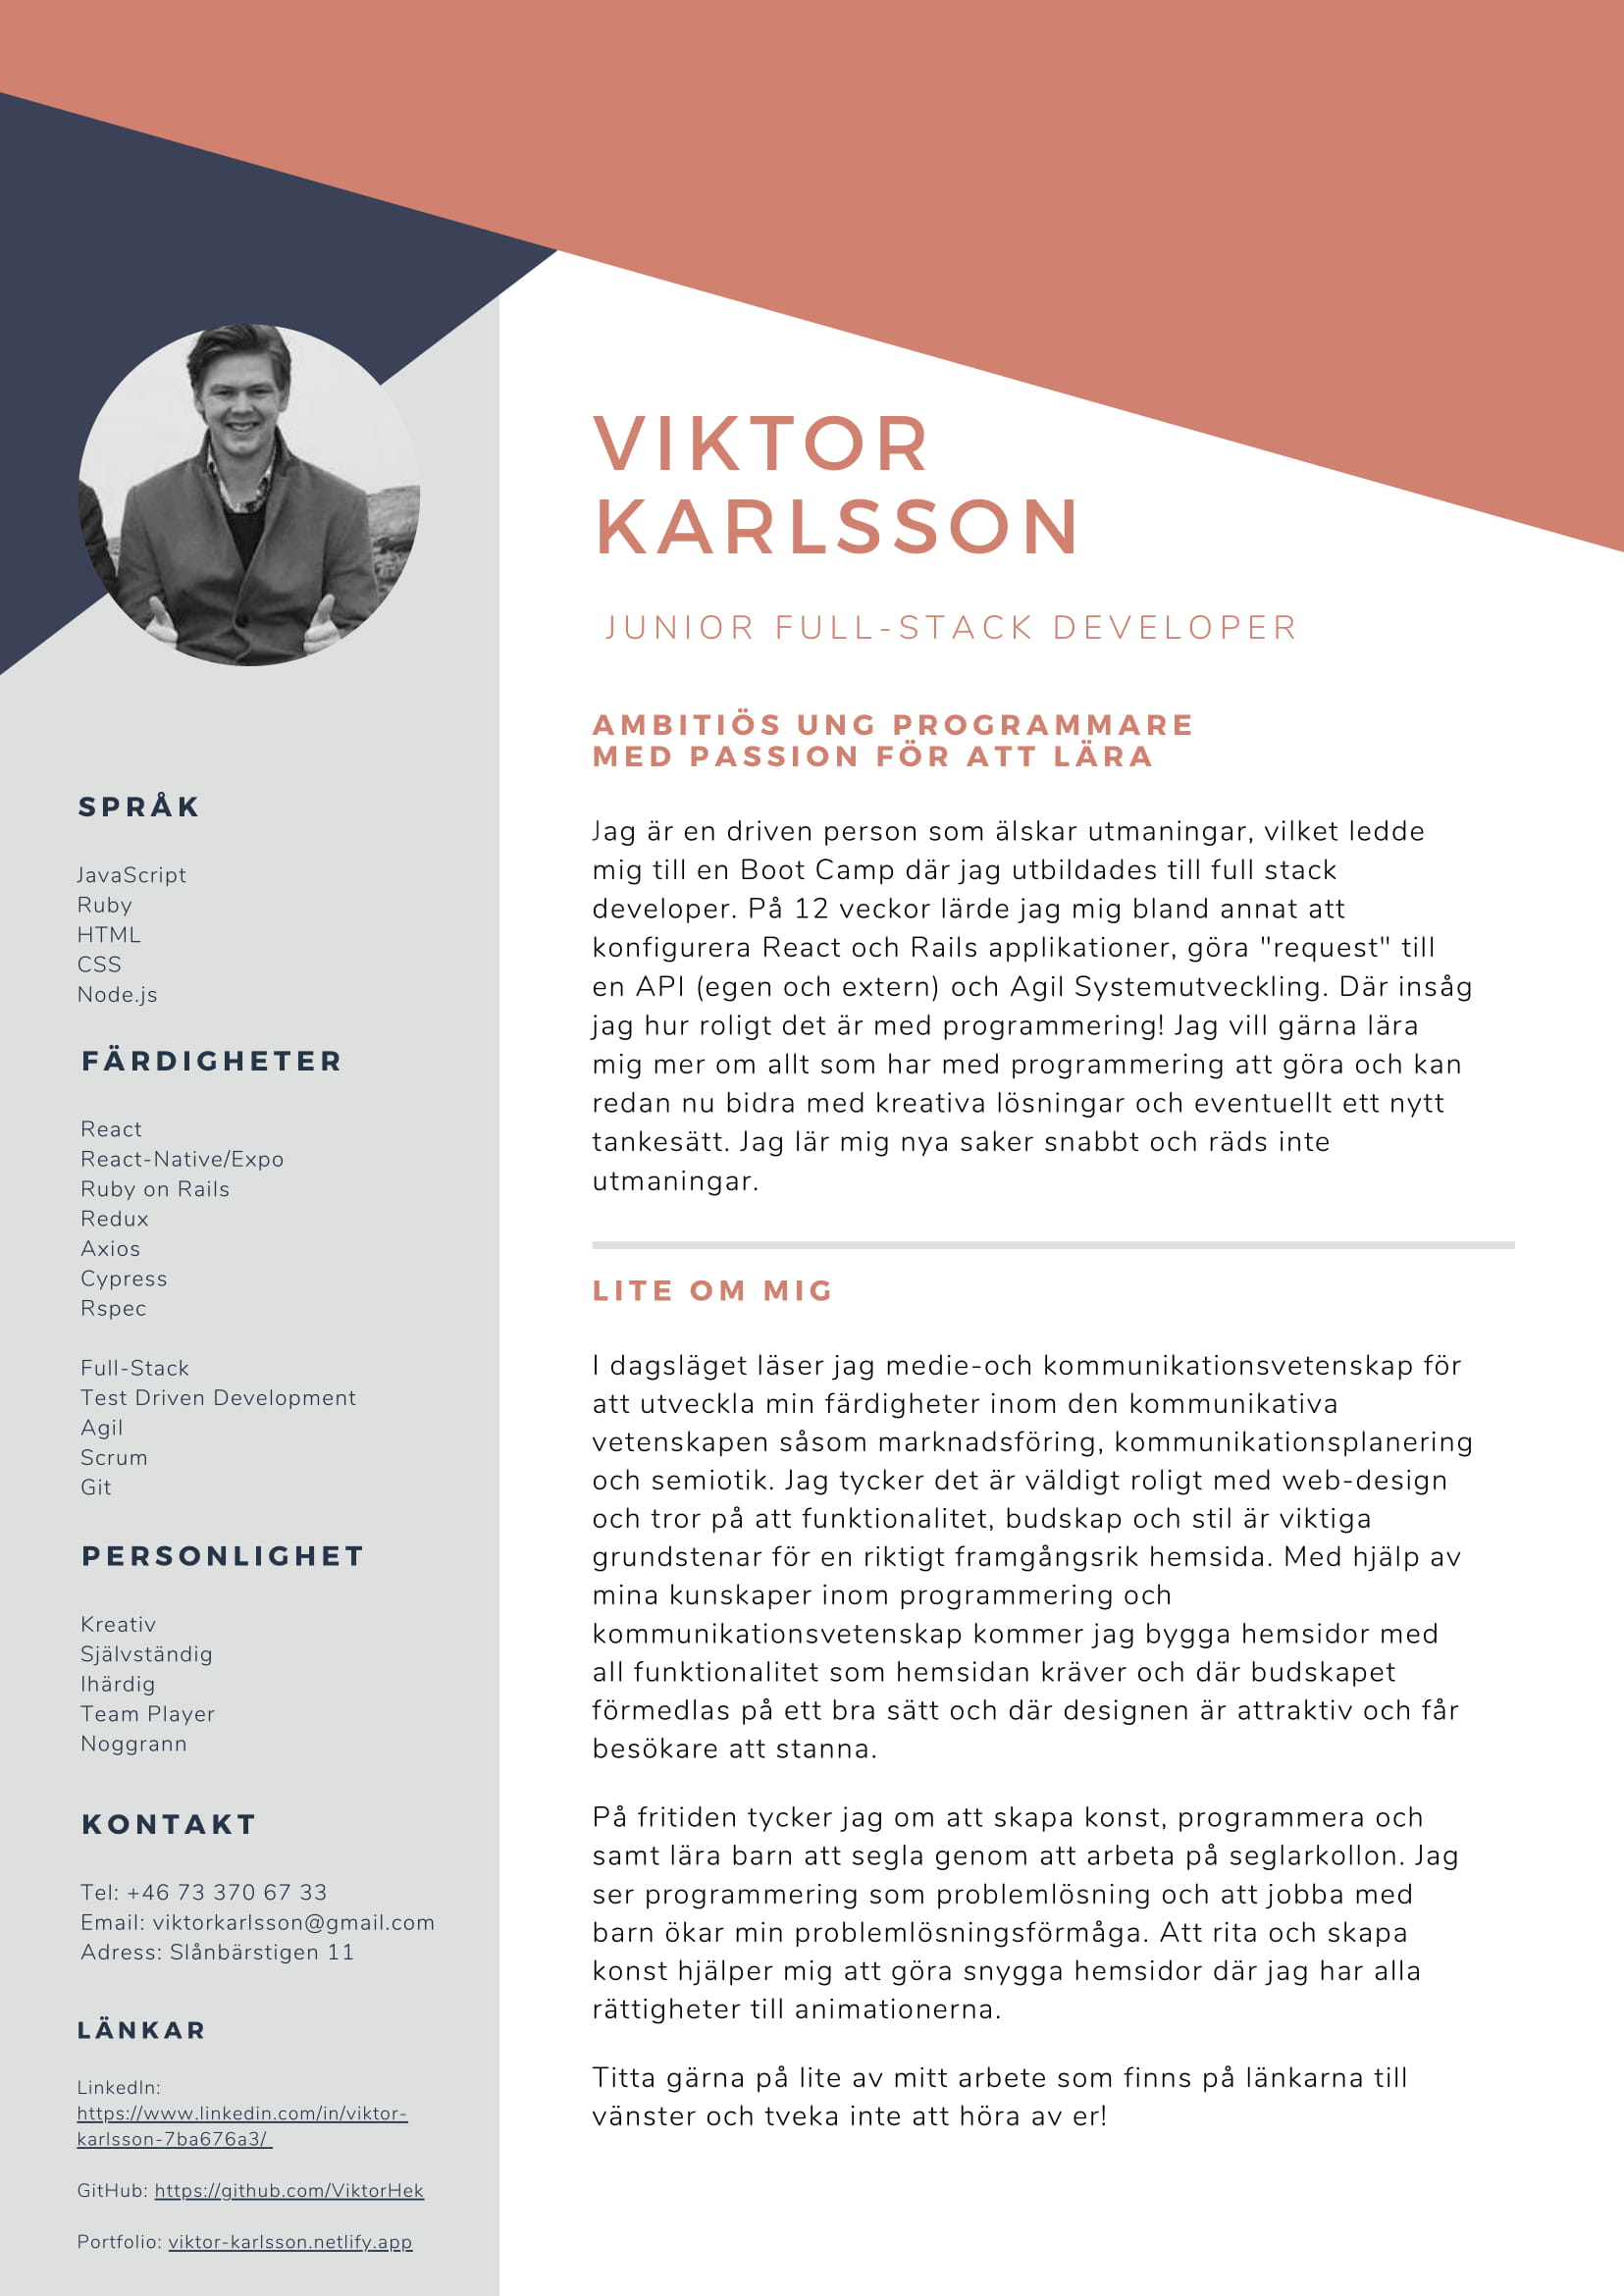 VIKTOR
KARLSSON
JUNIOR FULL-STACK DEVELOPER
AMBITIÖS UNG PROGRAMMARE
MED PASSION FÖR ATT LÄRA
Jag är en driven person som älskar utmaningar, vilket ledde
mig till en Boot Camp där jag utbildades till full stack
developer. På 12 veckor lärde jag mig bland annat att
konfigurera React och Rails applikationer, göra "request" till
en API (egen och extern) och Agil Systemutveckling. Där insåg
jag hur roligt det är med programmering! Jag vill gärna lära
mig mer om allt som har med programmering att göra och kan
redan nu bidra med kreativa lösningar och eventuellt ett nytt
tankesätt. Jag lär mig nya saker snabbt och räds inte
utmaningar.
LITE OM MIG
I dagsläget läser jag medie-och kommunikationsvetenskap för
att utveckla min färdigheter inom den kommunikativa
vetenskapen såsom marknadsföring, kommunikationsplanering
och semiotik. Jag tycker det är väldigt roligt med web-design
och tror på att funktionalitet, budskap och stil är viktiga
grundstenar för en riktigt framgångsrik hemsida. Med hjälp av
mina kunskaper inom programmering och
kommunikationsvetenskap kommer jag bygga hemsidor med
all funktionalitet som hemsidan kräver och där budskapet
förmedlas på ett bra sätt och där designen är attraktiv och får
besökare att stanna.
På fritiden tycker jag om att skapa konst, programmera och
samt lära barn att segla genom att arbeta på seglarkollon. Jag
ser programmering som problemlösning och att jobba med
barn ökar min problemlösningsförmåga. Att rita och skapa
konst hjälper mig att göra snygga hemsidor där jag har alla
rättigheter till animationerna.
Titta gärna på lite av mitt arbete som finns på länkarna till
vänster och tveka inte att höra av er!
SPRÅK
JavaScript
Ruby
HTML
CSS
Node.js
FÄRDIGHETER
React
React-Native/Expo
Ruby on Rails
Redux
Axios
Cypress
Rspec
Full-Stack
Test Driven Development
Agil
Scrum
Git
PERSONLIGHET
Kreativ
Självständig
Ihärdig
Team Player
Noggrann
KONTAKT
Tel: +46 73 370 67 33
Email: viktorkarlsson@gmail.com
Adress: Slånbärstigen 11
LÄNKAR
LinkedIn:
https://www.linkedin.com/in/viktor-
karlsson-7ba676a3/
GitHub: https://github.com/ViktorHek
Portfolio: viktor-karlsson.netlify.app